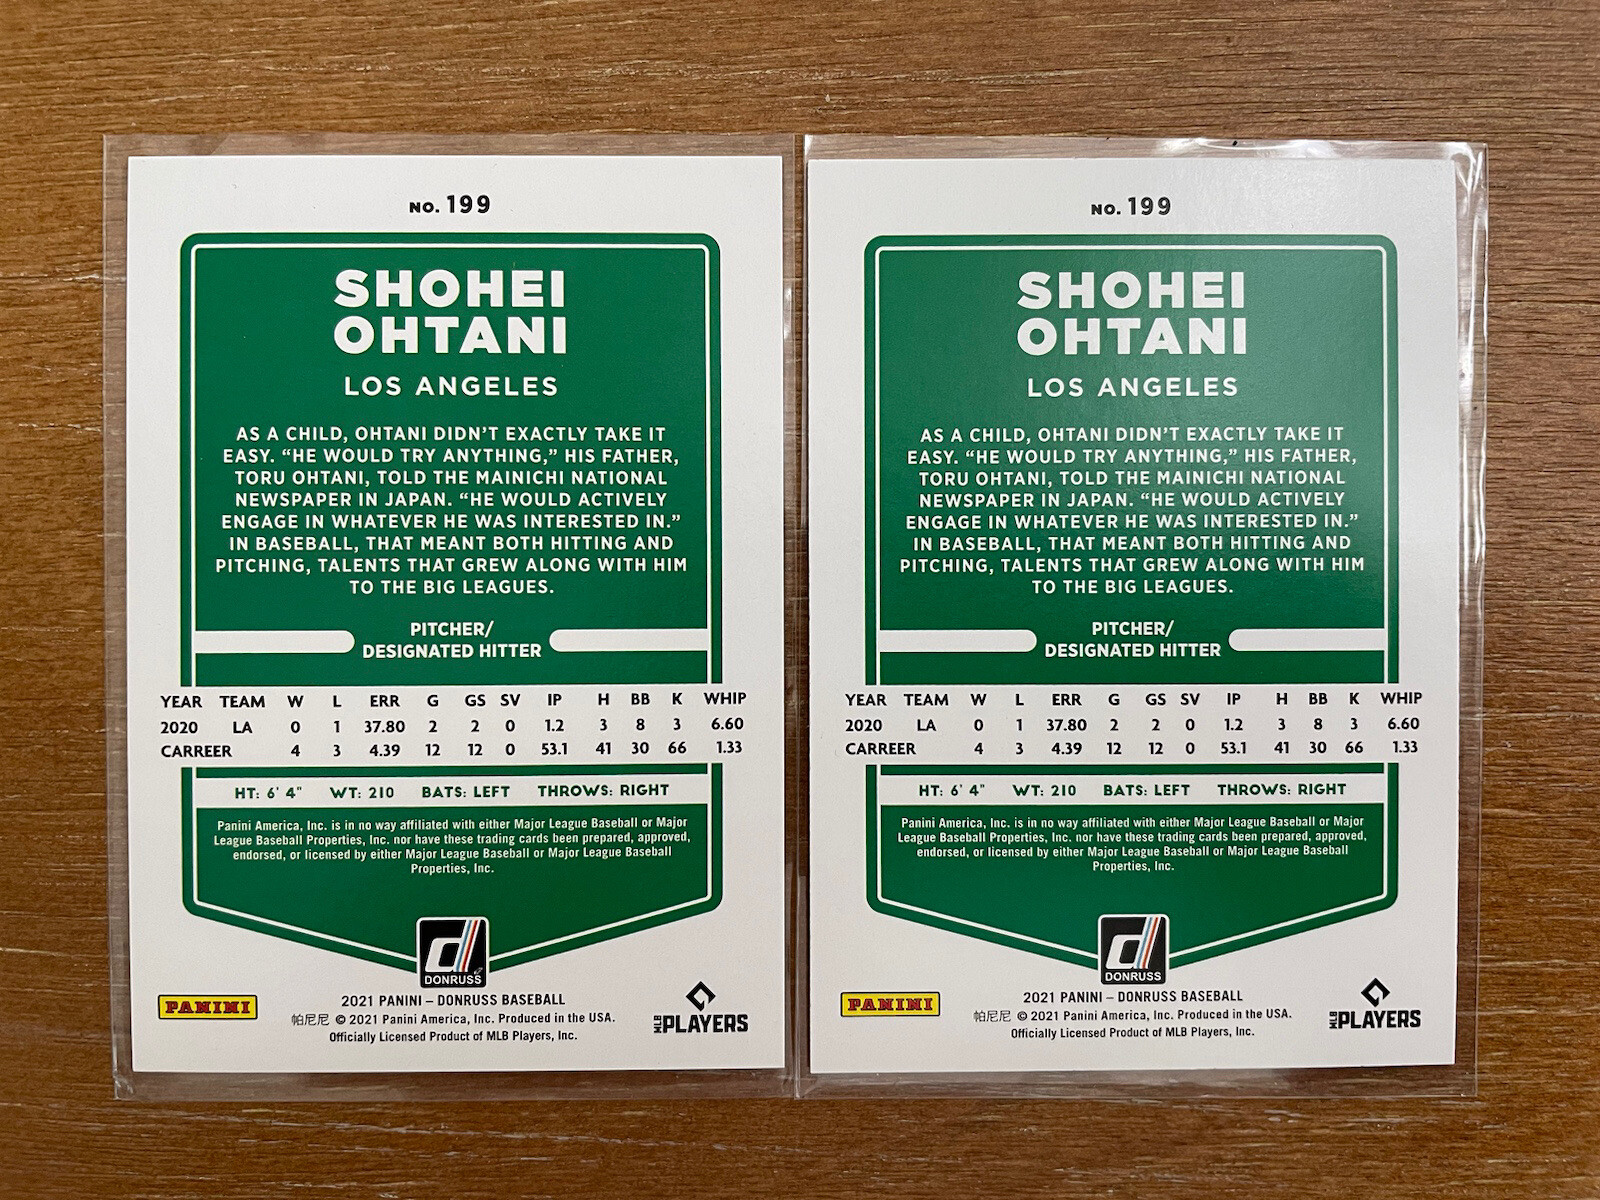 NO. 199
SHOHEI
OHTANI
LOS ANGELES
AS A CHILD, OHTANI DIDN'T EXACTLY TAKE IT
EASY. “HE WOULD TRY ANYTHING,” HIS FATHER,
TORU OHTANI, TOLD THE MAINICHI NATIONAL
NEWSPAPER IN JAPAN. “HE WOULD ACTIVELY
ENGAGE IN WHATEVER HE WAS INTERESTED IN.”
IN BASEBALL, THAT MEANT BOTH HITTING AND
PITCHING, TALENTS THAT GREW ALONG WITH HIM
TO THE BIG LEAGUES.
PITCHER/
DESIGNATED HITTER
YEAR TEAM W L ERR G GS SV IP H BB K WHIP
2020 LA 0 1 37.80 2 2 0 1.2 3 8 3 6.60
CARREER 4 3 4.39 12 12 0 53.1 41 30 66 1.33
HT: 6' 4" WT: 210 BATS: LEFT THROWS: RIGHT
Panini America, Inc. is in no way affiliated with either Major League Baseball or Major
League Baseball Properties, Inc. nor have these trading cards been prepared, approved,
endorsed, or licensed by either Major League Baseball or Major League Baseball
Properties, Inc.
d
DONRUSS
PANINI
2021 PANINI – DONRUSS BASEBALL
帕尼尼 © 2021 Panini America, Inc. Produced in the USA.
Officially Licensed Product of MLB Players, Inc.
MLB PLAYERS
NO. 199
SHOHEI
OHTANI
LOS ANGELES
AS A CHILD, OHTANI DIDN'T EXACTLY TAKE IT
EASY. “HE WOULD TRY ANYTHING,” HIS FATHER,
TORU OHTANI, TOLD THE MAINICHI NATIONAL
NEWSPAPER IN JAPAN. “HE WOULD ACTIVELY
ENGAGE IN WHATEVER HE WAS INTERESTED IN.”
IN BASEBALL, THAT MEANT BOTH HITTING AND
PITCHING, TALENTS THAT GREW ALONG WITH HIM
TO THE BIG LEAGUES.
PITCHER/
DESIGNATED HITTER
YEAR TEAM W L ERR G GS SV IP H BB K WHIP
2020 LA 0 1 37.80 2 2 0 1.2 3 8 3 6.60
CARREER 4 3 4.39 12 12 0 53.1 41 30 66 1.33
HT: 6' 4" WT: 210 BATS: LEFT THROWS: RIGHT
Panini America, Inc. is in no way affiliated with either Major League Baseball or Major
League Baseball Properties, Inc. nor have these trading cards been prepared, approved,
endorsed, or licensed by either Major League Baseball or Major League Baseball
Properties, Inc.
d
DONRUSS
PANINI
2021 PANINI – DONRUSS BASEBALL
帕尼尼 © 2021 Panini America, Inc. Produced in the USA.
Officially Licensed Product of MLB Players, Inc.
MLB PLAYERS